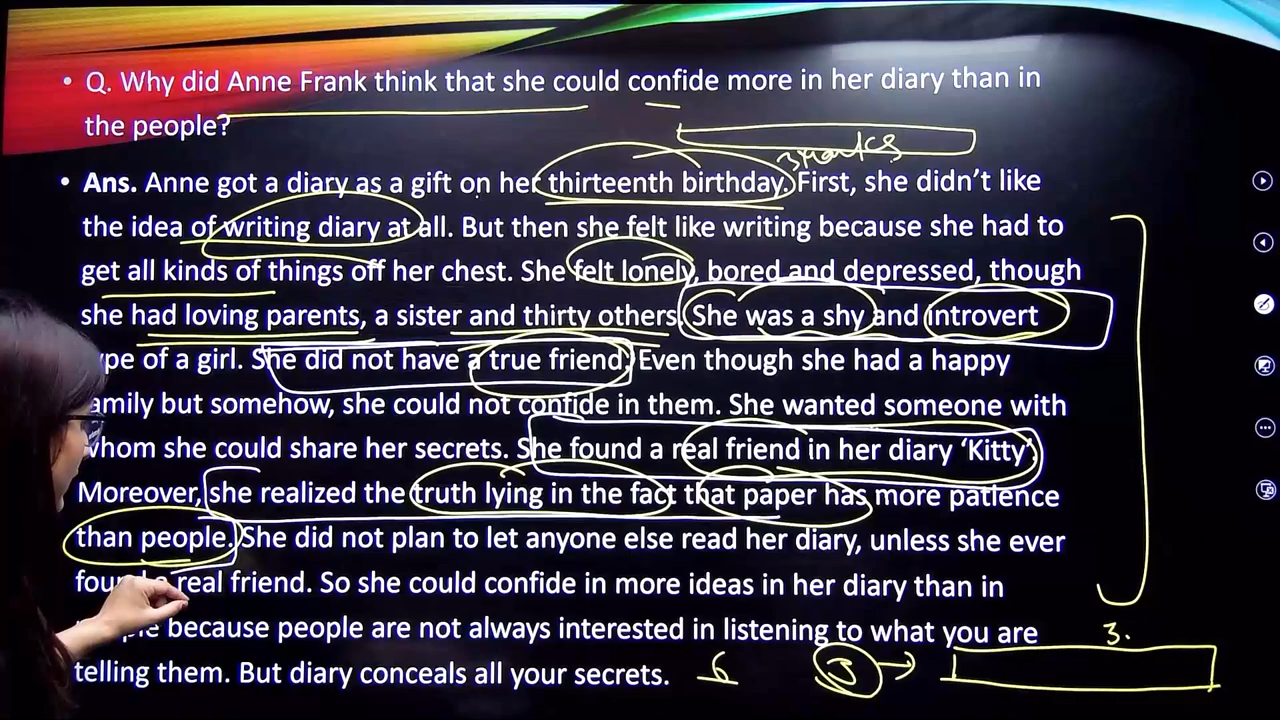 • Q. Why did Anne Frank think that she could confide more in her diary than in
the people?
3 Marks
• Ans. Anne got a diary as a gift on her thirteenth birthday. First, she didn't like
the idea of writing diary at all. But then she felt like writing because she had to
get all kinds of things off her chest. She felt lonely, bored and depressed, though
she had loving parents, a sister and thirty others. She was a shy and introvert
of a girl. She did not have a true friend. Even though she had a happy
but somehow, she could not confide in them. She wanted someone with
whom she could share her secrets. She found a real friend in her diary 'Kitty'.
Moreover, she realized the truth lying in the fact that paper has more patience
than people. She did not plan to let anyone else read her diary, unless she ever
real friend. So she could confide in more ideas in her diary than in
because people are not always interested in listening to what you are
3.
telling them. But diary conceals all your secrets. 6 3 →